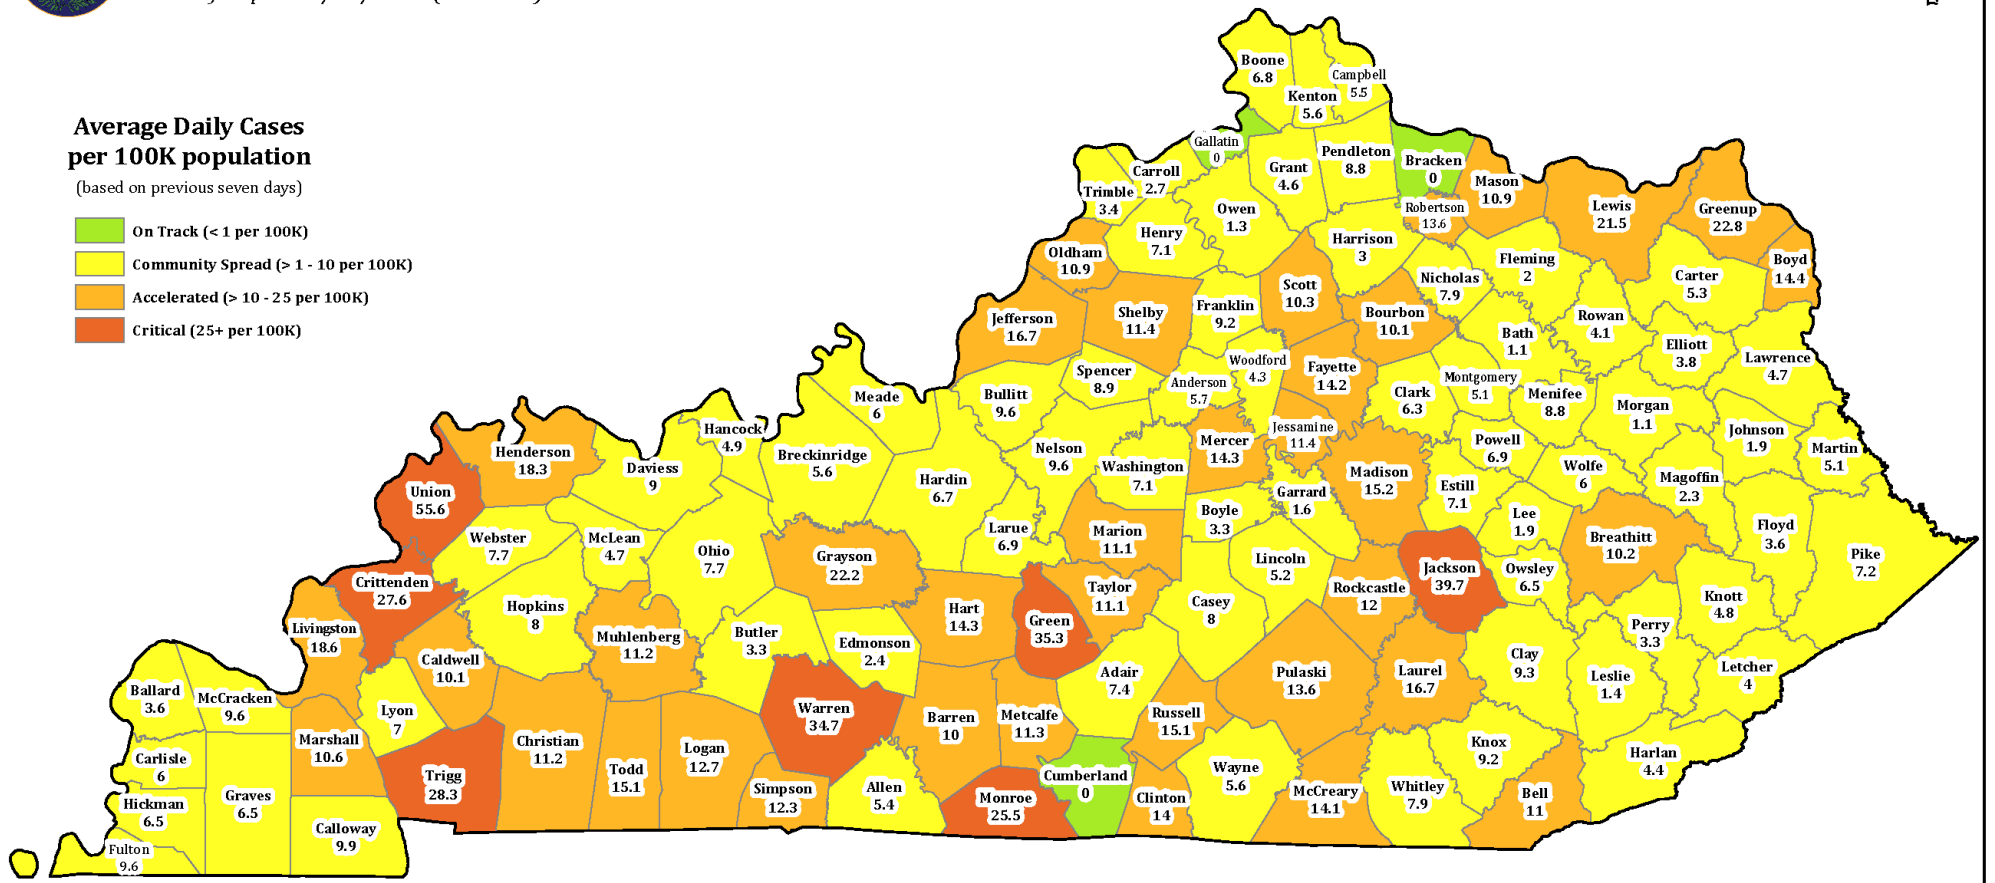 Average Daily Cases
per 100K population
(based on previous seven days)
On Track (< 1 per 100K)
Community Spread (> 1 - 10 per 100K)
Accelerated (> 10 - 25 per 100K)
Critical (25+ per 100K)
Boone
6.8
Kenton
5.6
Campbell
5.5
Gallatin
0
Carroll
2.7
Trimble
3.4
Grant
4.6
Pendleton
8.8
Bracken
0
Mason
10.9
Robertson
13.6
Lewis
21.5
Greenup
22.8
Boyd
14.4
Owen
1.3
Henry
7.1
Oldham
10.9
Harrison
3
Nicholas
7.9
Fleming
2
Carter
5.3
Jefferson
16.7
Shelby
11.4
Franklin
9.2
Scott
10.3
Bourbon
10.1
Bath
1.1
Rowan
4.1
Elliott
3.8
Lawrence
4.7
Meade
6
Bullitt
9.6
Spencer
8.9
Anderson
5.7
Woodford
4.3
Fayette
14.2
Clark
6.3
Montgomery
5.1
Menifee
8.8
Morgan
1.1
Johnson
1.9
Martin
5.1
Henderson
18.3
Daviess
9
Hancock
4.9
Breckinridge
5.6
Hardin
6.7
Nelson
9.6
Washington
7.1
Mercer
14.3
Jessamine
11.4
Madison
15.2
Powell
6.9
Estill
7.1
Wolfe
6
Magoffin
2.3
Union
55.6
Webster
7.7
McLean
4.7
Ohio
7.7
Grayson
22.2
Larue
6.9
Marion
11.1
Boyle
3.3
Garrard
1.6
Lincoln
5.2
Lee
1.9
Breathitt
10.2
Floyd
3.6
Pike
7.2
Crittenden
27.6
Livingston
18.6
Hopkins
8
Muhlenberg
11.2
Butler
3.3
Edmonson
2.4
Hart
14.3
Green
35.3
Taylor
11.1
Casey
8
Rockcastle
12
Jackson
39.7
Owsley
6.5
Perry
3.3
Knott
4.8
Letcher
4
Caldwell
10.1
Lyon
7
Ballard
3.6
McCracken
9.6
Warren
34.7
Barren
10
Metcalfe
11.3
Adair
7.4
Russell
15.1
Pulaski
13.6
Laurel
16.7
Clay
9.3
Leslie
1.4
Carlisle
6
Marshall
10.6
Trigg
28.3
Christian
11.2
Todd
15.1
Logan
12.7
Simpson
12.3
Allen
5.4
Monroe
25.5
Cumberland
0
Clinton
14
Wayne
5.6
McCreary
14.1
Whitley
7.9
Knox
9.2
Bell
11
Harlan
4.4
Hickman
6.5
Graves
6.5
Calloway
9.9
Fulton
9.6